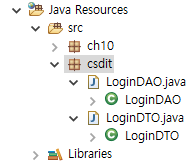 Java Resources
src
ch10
csdit
LoginDAO.java
LoginDAO
LoginDTO.java
LoginDTO
Libraries